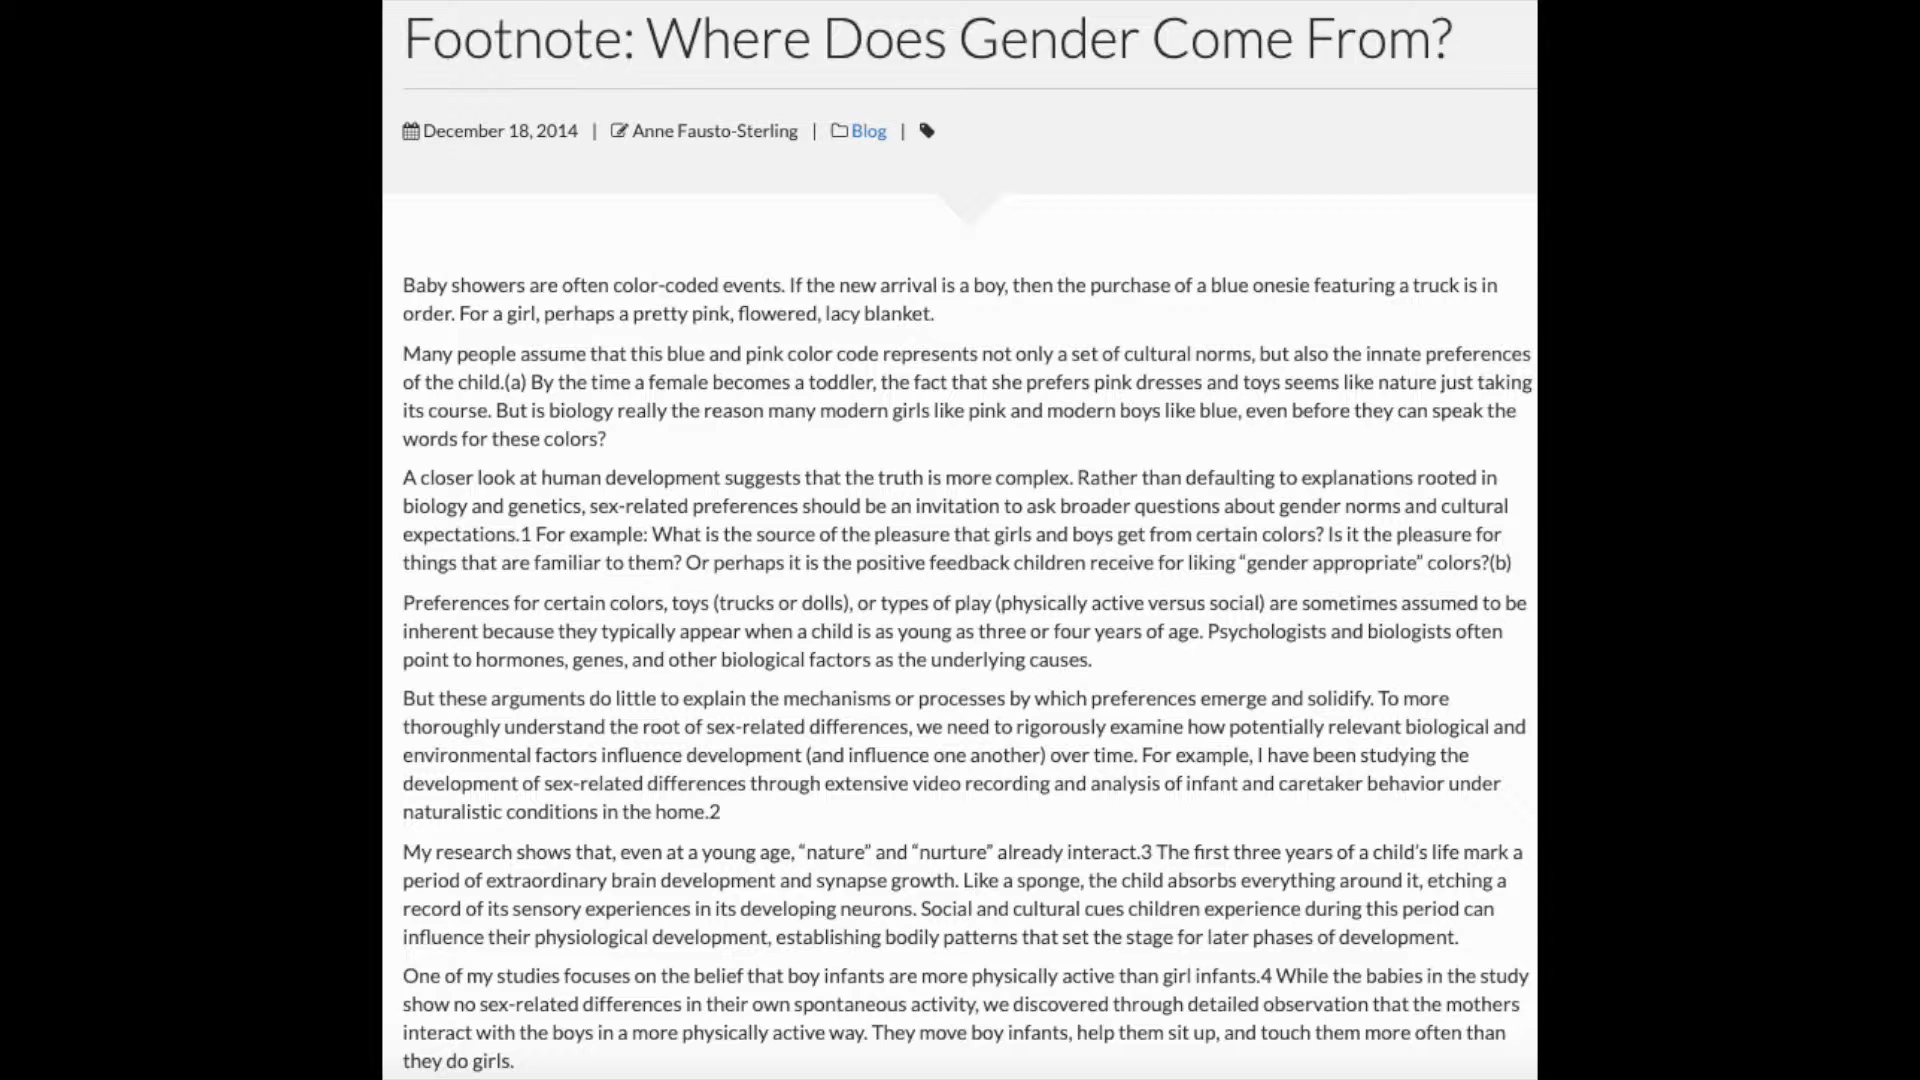 Footnote: Where Does Gender Come From?
December 18, 2014 | Anne Fausto-Sterling | Blog |
Baby showers are often color-coded events. If the new arrival is a boy, then the purchase of a blue onesie featuring a truck is in
order. For a girl, perhaps a pretty pink, flowered, lacy blanket.
Many people assume that this blue and pink color code represents not only a set of cultural norms, but also the innate preferences
of the child.(a) By the time a female becomes a toddler, the fact that she prefers pink dresses and toys seems like nature just taking
its course. But is biology really the reason many modern girls like pink and modern boys like blue, even before they can speak the
words for these colors?
A closer look at human development suggests that the truth is more complex. Rather than defaulting to explanations rooted in
biology and genetics, sex-related preferences should be an invitation to ask broader questions about gender norms and cultural
expectations.1 For example: What is the source of the pleasure that girls and boys get from certain colors? Is it the pleasure for
things that are familiar to them? Or perhaps it is the positive feedback children receive for liking “gender appropriate” colors?(b)
Preferences for certain colors, toys (trucks or dolls), or types of play (physically active versus social) are sometimes assumed to be
inherent because they typically appear when a child is as young as three or four years of age. Psychologists and biologists often
point to hormones, genes, and other biological factors as the underlying causes.
But these arguments do little to explain the mechanisms or processes by which preferences emerge and solidify. To more
thoroughly understand the root of sex-related differences, we need to rigorously examine how potentially relevant biological and
environmental factors influence development (and influence one another) over time. For example, I have been studying the
development of sex-related differences through extensive video recording and analysis of infant and caretaker behavior under
naturalistic conditions in the home.2
My research shows that, even at a young age, “nature” and “nurture” already interact.3 The first three years of a child’s life mark a
period of extraordinary brain development and synapse growth. Like a sponge, the child absorbs everything around it, etching a
record of its sensory experiences in its developing neurons. Social and cultural cues children experience during this period can
influence their physiological development, establishing bodily patterns that set the stage for later phases of development.
One of my studies focuses on the belief that boy infants are more physically active than girl infants.4 While the babies in the study
show no sex-related differences in their own spontaneous activity, we discovered through detailed observation that the mothers
interact with the boys in a more physically active way. They move boy infants, help them sit up, and touch them more often than
they do girls.